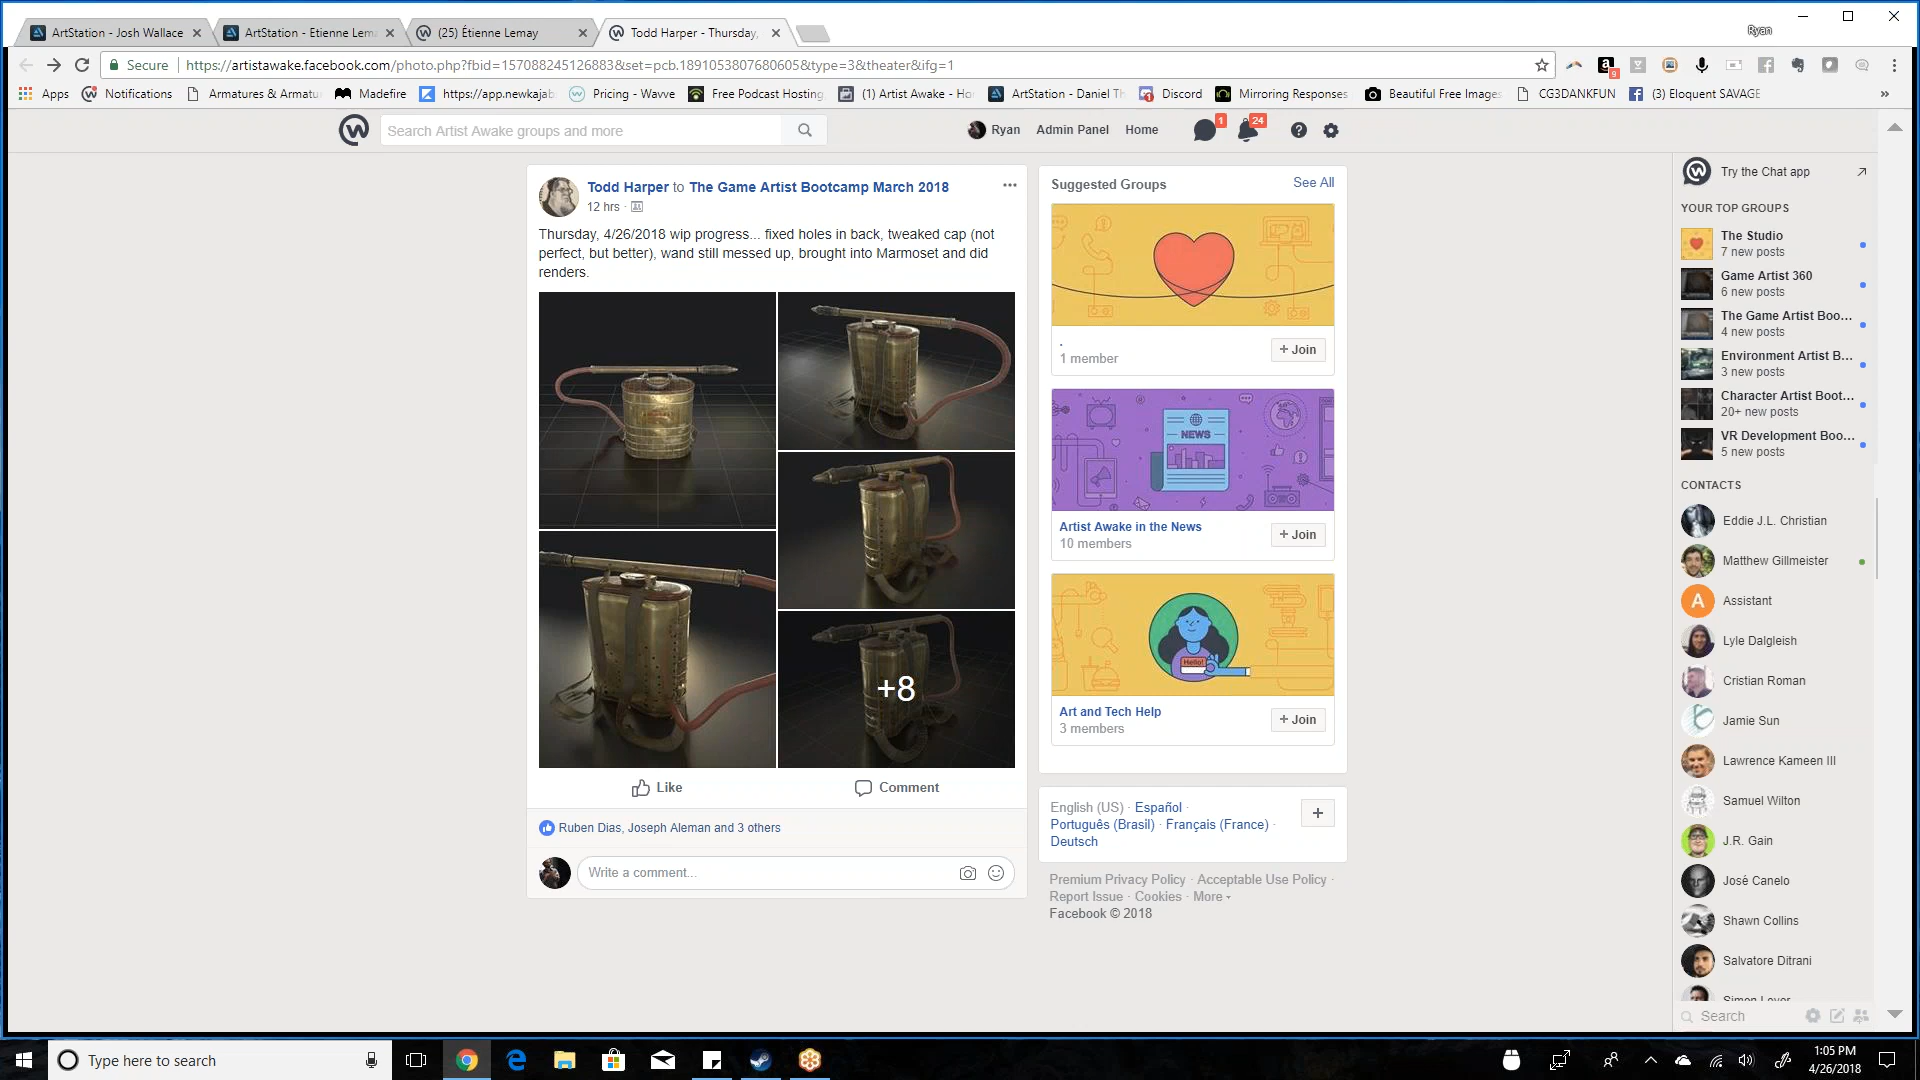 ArtStation - Josh Wallace
ArtStation - Etienne Lem
(25) Étienne Lemay
Todd Harper - Thursday,
Ryan
Secure
https://artistawake.facebook.com/photo.php?fbid=157088245126883&set=pcb.189105380768060​5&type=3&theater&ifg=1
Apps
Notifications
Armatures & Armatu
Madefire
https://app.newkajab
Pricing - Wavve
Free Podcast Hosting
(1) Artist Awake - Ho
ArtStation - Daniel Th
Discord
Mirroring Responses
Beautiful Free Images
CG3DANKFUN
(3) Eloquent SAVAGE
»
Search Artist Awake groups and more
Ryan
Admin Panel
Home
1
24
Todd Harper to The Game Artist Bootcamp March 2018
12 hrs ·
Thursday, 4/26/2018 wip progress... fixed holes in back, tweaked cap (not
perfect, but better), wand still messed up, brought into Marmoset and did
renders.
+8
Like
Comment
Ruben Dias, Joseph Aleman and 3 others
Write a comment...
Suggested Groups
See All
.
1 member
+ Join
NEWS
Artist Awake in the News
10 members
+ Join
Hello!
Art and Tech Help
3 members
+ Join
English (US) · Español ·
Português (Brasil) · Français (France) ·
Deutsch
+
Premium Privacy Policy · Acceptable Use Policy ·
Report Issue · Cookies · More
Facebook © 2018
Try the Chat app
YOUR TOP GROUPS
The Studio
7 new posts
Game Artist 360
6 new posts
The Game Artist Boo...
4 new posts
Environment Artist B...
3 new posts
Character Artist Boot...
20+ new posts
VR Development Boo...
5 new posts
CONTACTS
Eddie J.L. Christian
Matthew Gillmeister
A
Assistant
Lyle Dalgleish
Cristian Roman
Jamie Sun
Lawrence Kameen III
Samuel Wilton
J.R. Gain
José Canelo
Shawn Collins
Salvatore Ditrani
Search
Type here to search
1:05 PM
4/26/2018